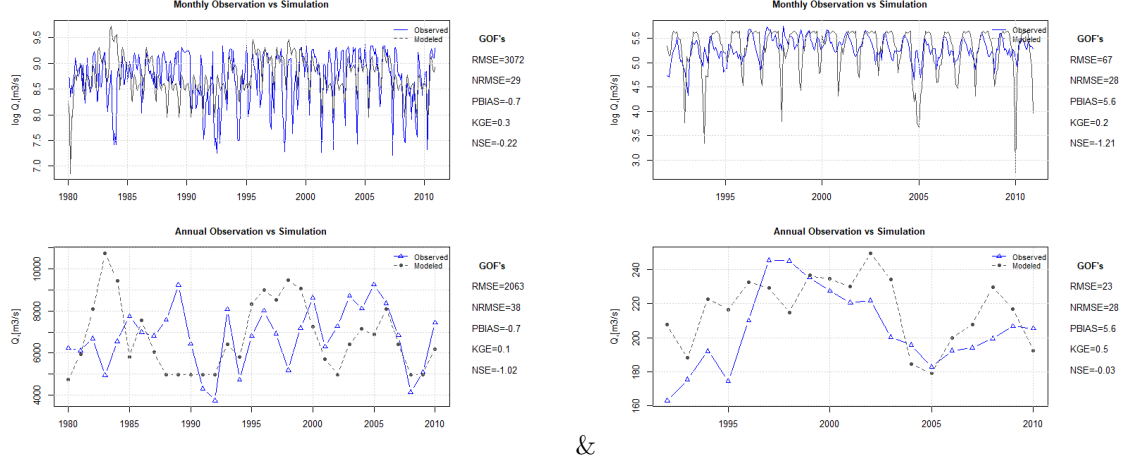 Monthly Observation vs Simulation
log Q,[m3/s]
9.5
9.0
8.5
8.0
7.5
7.0
1980 1985 1990 1995 2000 2005 2010
Observed
Modeled
GOF's
RMSE=3072
NRMSE=29
PBIAS=-0.7
KGE=0.3
NSE=-0.22
Monthly Observation vs Simulation
log Q,[m3/s]
5.5
5.0
4.5
4.0
3.5
3.0
1995 2000 2005 2010
Observed
Modeled
GOF's
RMSE=67
NRMSE=28
PBIAS=5.6
KGE=0.2
NSE=-1.21
Annual Observation vs Simulation
Q,[m3/s]
10000
8000
6000
4000
1980 1985 1990 1995 2000 2005 2010
Observed
Modeled
GOF's
RMSE=2063
NRMSE=38
PBIAS=-0.7
KGE=0.1
NSE=-1.02
Annual Observation vs Simulation
Q,[m3/s]
240
220
200
180
160
1995 2000 2005 2010
Observed
Modeled
GOF's
RMSE=23
NRMSE=28
PBIAS=5.6
KGE=0.5
NSE=-0.03
&